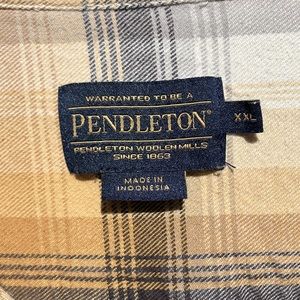 WARRANTED TO BE A
PENDLETON®
PENDLETON WOOLEN MILLS
SINCE 1863
XXL
MADE IN
INDONESIA